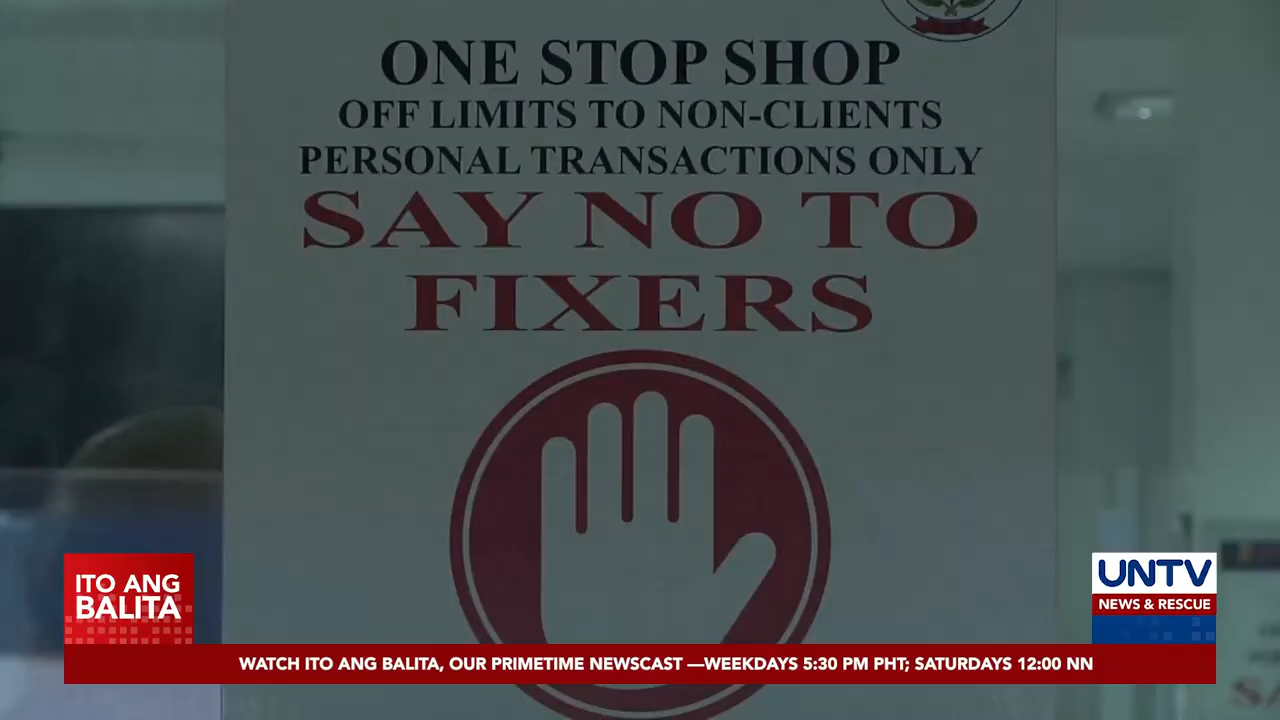 ONE STOP SHOP
OFF LIMITS TO NON-CLIENTS
PERSONAL TRANSACTIONS ONLY
SAY NO TO
FIXERS
ITO ANG
BALITA
UNTV
NEWS & RESCUE
WATCH ITO ANG BALITA, OUR PRIMETIME NEWSCAST —WEEKDAYS 5:30 PM PHT; SATURDAYS 12:00 NN